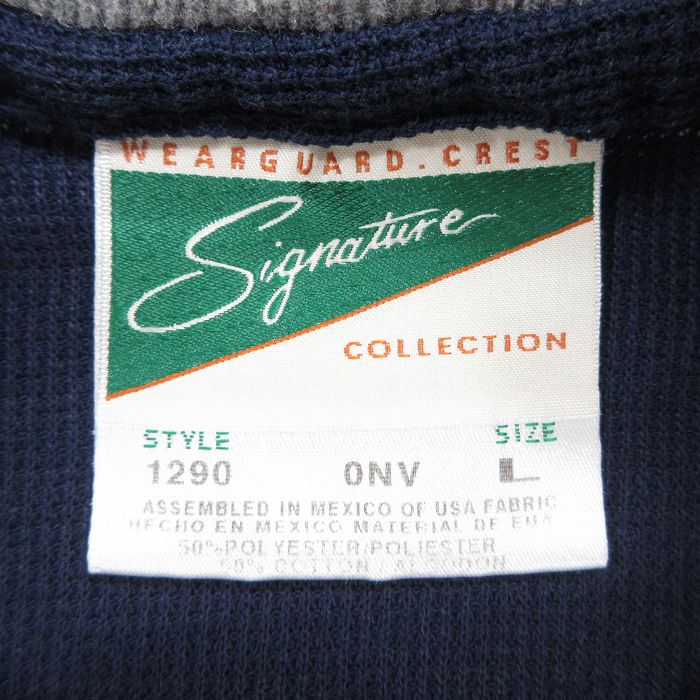 WEARGUARD.CREST
Signature
COLLECTION
STYLE SIZE
1290 0NV L
ASSEMBLED IN MEXICO OF USA FABRIC
HECHO EN MEXICO MATERIAL DE EUA
50% POLYESTER/POLIESTER
50% COTTON/ALGODON